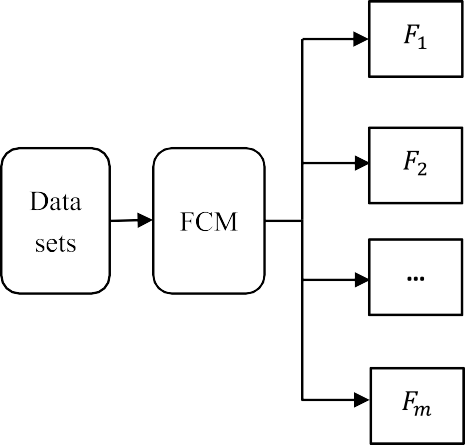 Data
sets
FCM
F₁
F₂
...
Fₘ